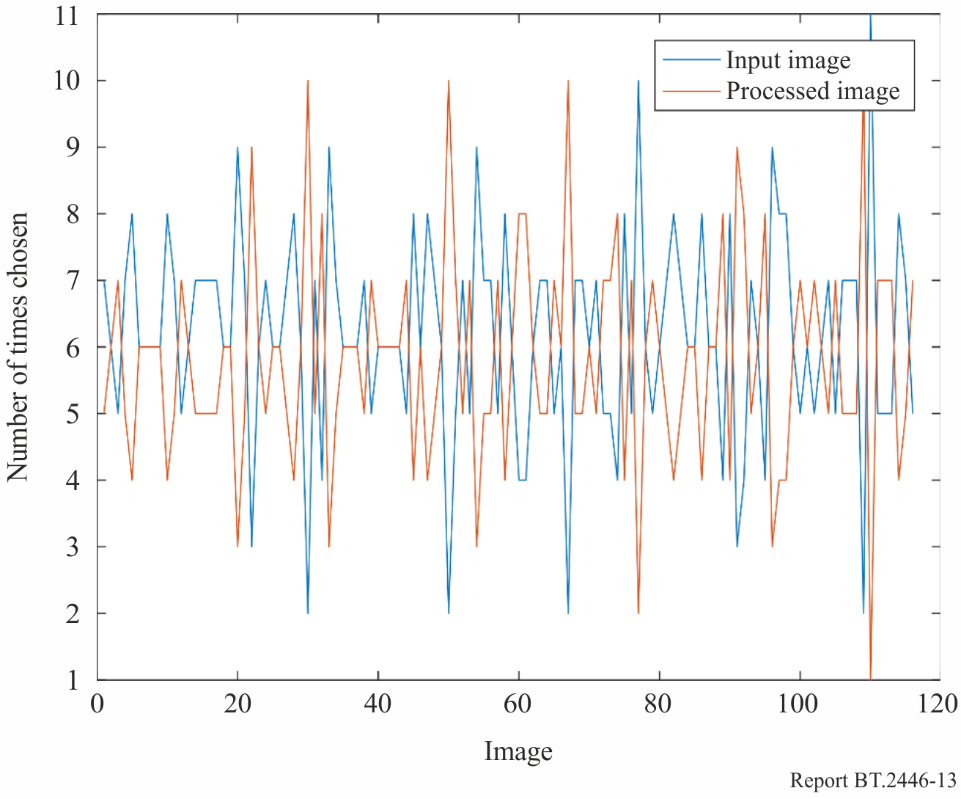 11
10
9
8
7
6
5
4
3
2
1
Number of times chosen
Input image
Processed image
0 20 40 60 80 100 120
Image
Report BT.2446-13